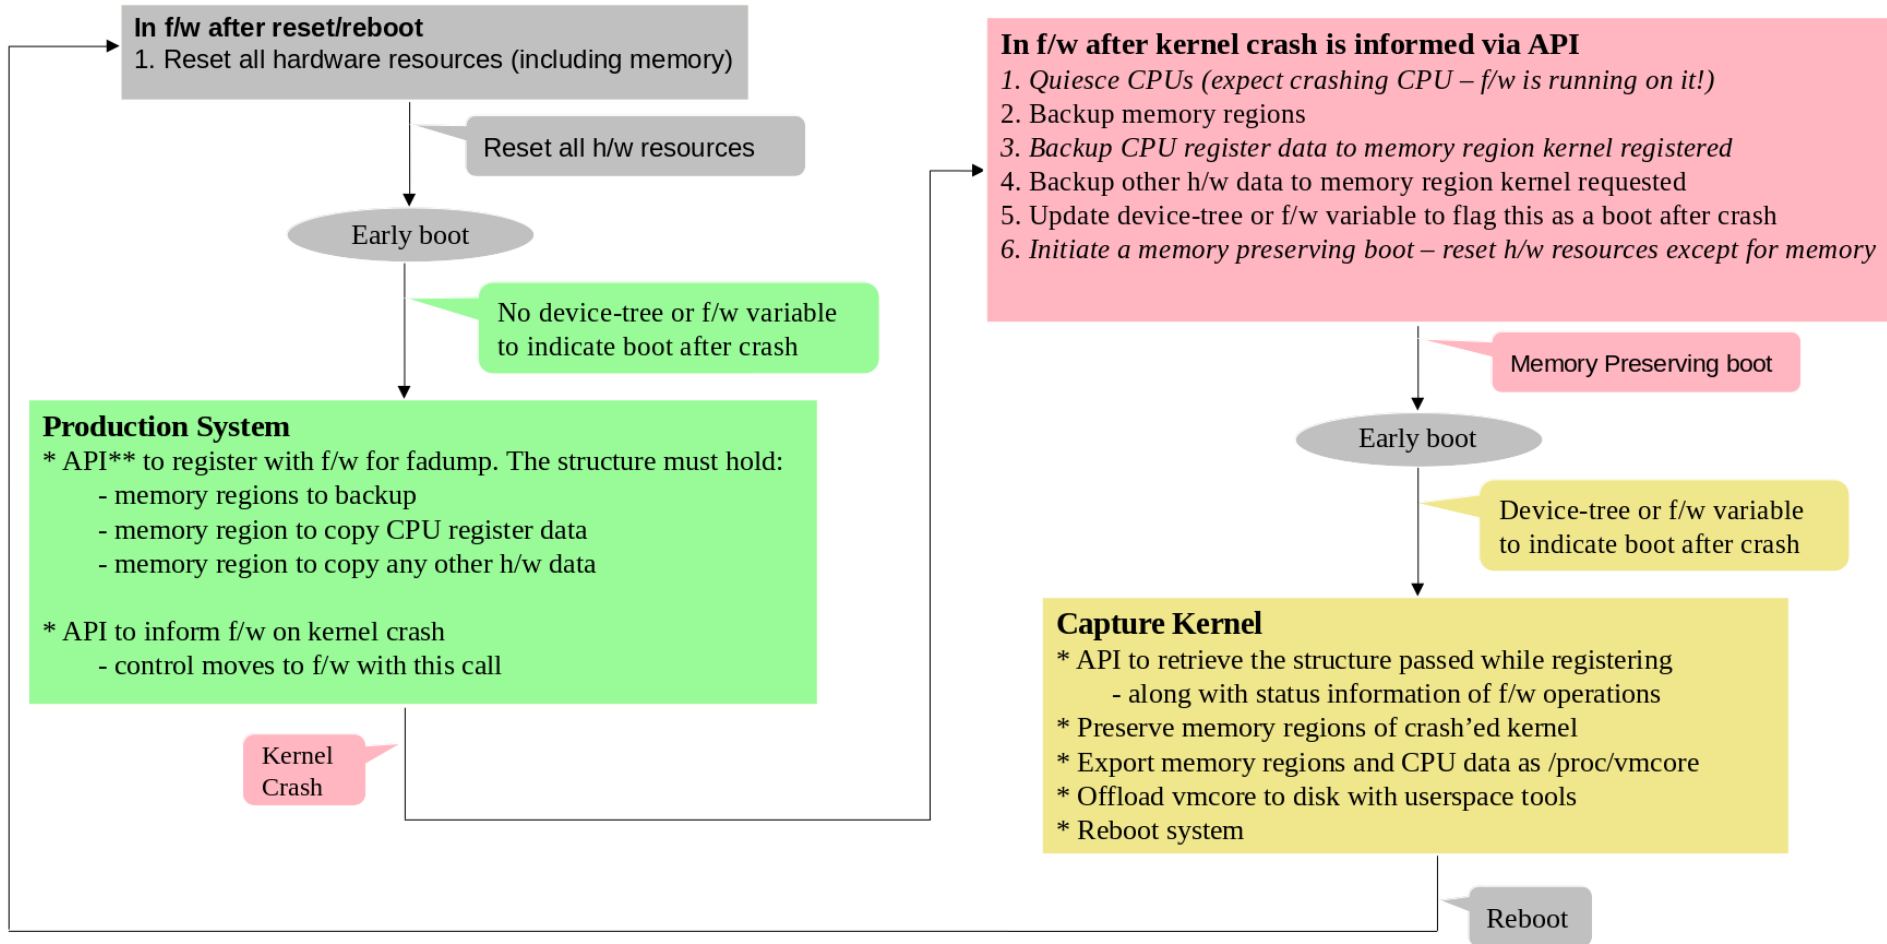 In f/w after reset/reboot
1. Reset all hardware resources (including memory)
Reset all h/w resources
Early boot
No device-tree or f/w variable
to indicate boot after crash
Production System
* API** to register with f/w for fadump. The structure must hold:
- memory regions to backup
- memory region to copy CPU register data
- memory region to copy any other h/w data
* API to inform f/w on kernel crash
- control moves to f/w with this call
Kernel
Crash
In f/w after kernel crash is informed via API
1. Quiesce CPUs (expect crashing CPU – f/w is running on it!)
2. Backup memory regions
3. Backup CPU register data to memory region kernel registered
4. Backup other h/w data to memory region kernel requested
5. Update device-tree or f/w variable to flag this as a boot after crash
6. Initiate a memory preserving boot – reset h/w resources except for memory
Memory Preserving boot
Early boot
Device-tree or f/w variable
to indicate boot after crash
Capture Kernel
* API to retrieve the structure passed while registering
- along with status information of f/w operations
* Preserve memory regions of crash’ed kernel
* Export memory regions and CPU data as /proc/vmcore
* Offload vmcore to disk with userspace tools
* Reboot system
Reboot